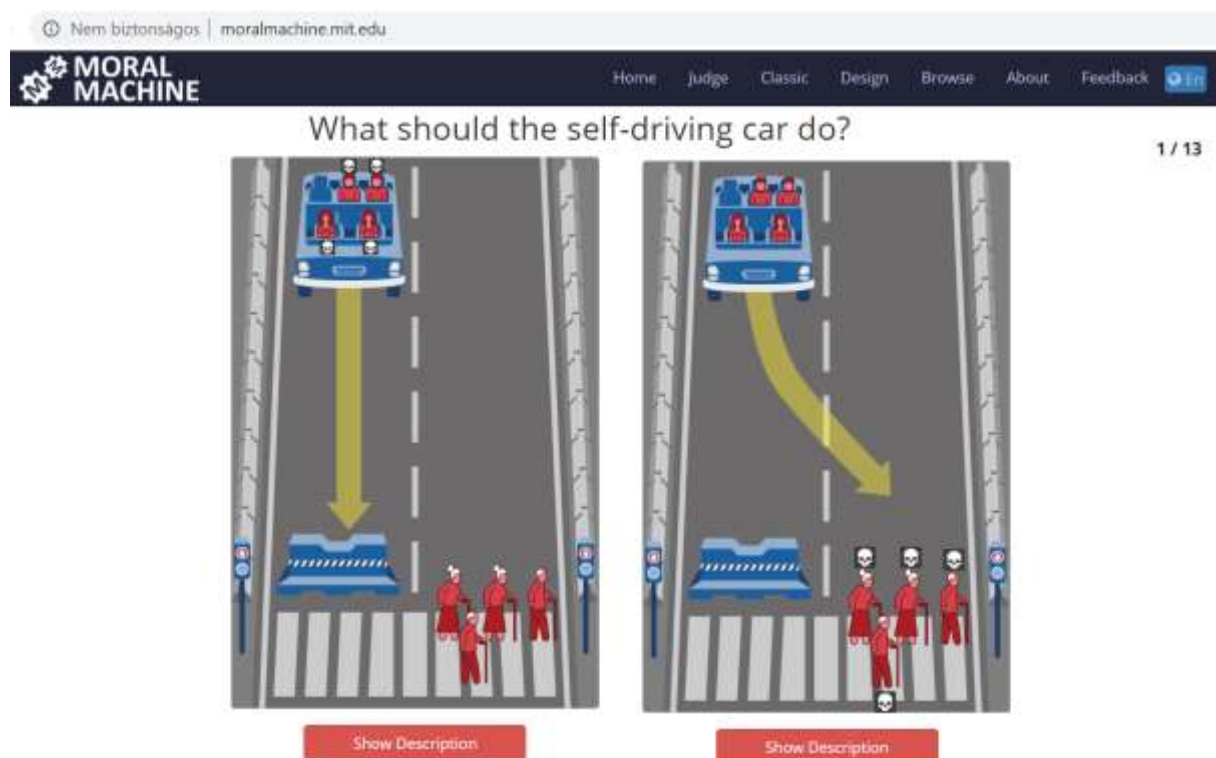 Nem biztonságos | moralmachine.mit.edu
MORAL MACHINE
Home Judge Classic Design Browse About Feedback En
What should the self-driving car do?
1 / 13
Show Description Show Description